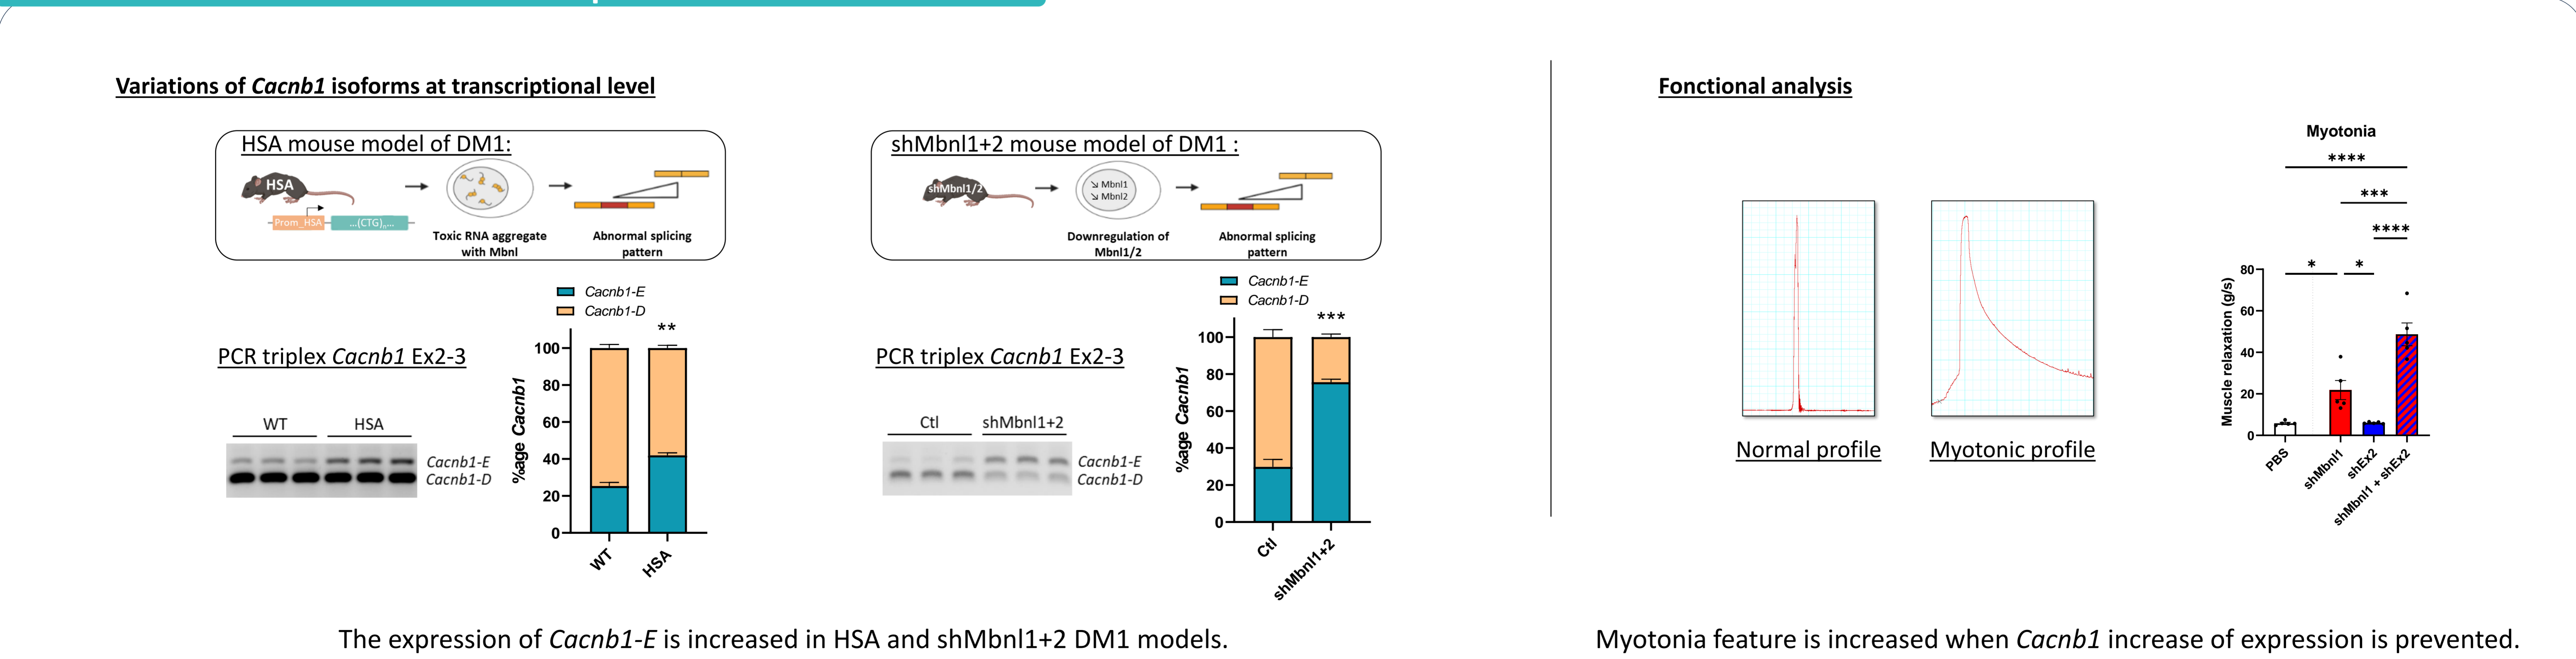 Variations of Cacnb1 isoforms at transcriptional level
HSA mouse model of DM1:
HSA
Prom_HSA
...(CTG)n...
Toxic RNA aggregate
with Mbnl
Abnormal splicing
pattern
PCR triplex Cacnb1 Ex2-3
WT
HSA
Cacnb1-E
Cacnb1-D
Cacnb1-E
Cacnb1-D
**
%age Cacnb1
100
80
60
40
20
0
WT
HSA
shMbnl1+2 mouse model of DM1 :
shMbnl1/2
↘ Mbnl1
↘ Mbnl2
Downregulation of
Mbnl1/2
Abnormal splicing
pattern
PCR triplex Cacnb1 Ex2-3
Ctl
shMbnl1+2
Cacnb1-E
Cacnb1-D
Cacnb1-E
Cacnb1-D
***
%age Cacnb1
100
80
60
40
20
0
Ctl
shMbnl1+2
The expression of Cacnb1-E is increased in HSA and shMbnl1+2 DM1 models.
Fonctional analysis
Normal profile
Myotonic profile
Myotonia
****
***
****
*
*
Muscle relaxation (g/s)
80
60
40
20
0
PBS
shMbnl1
shEx2
shMbnl1 + shEx2
Myotonia feature is increased when Cacnb1 increase of expression is prevented.